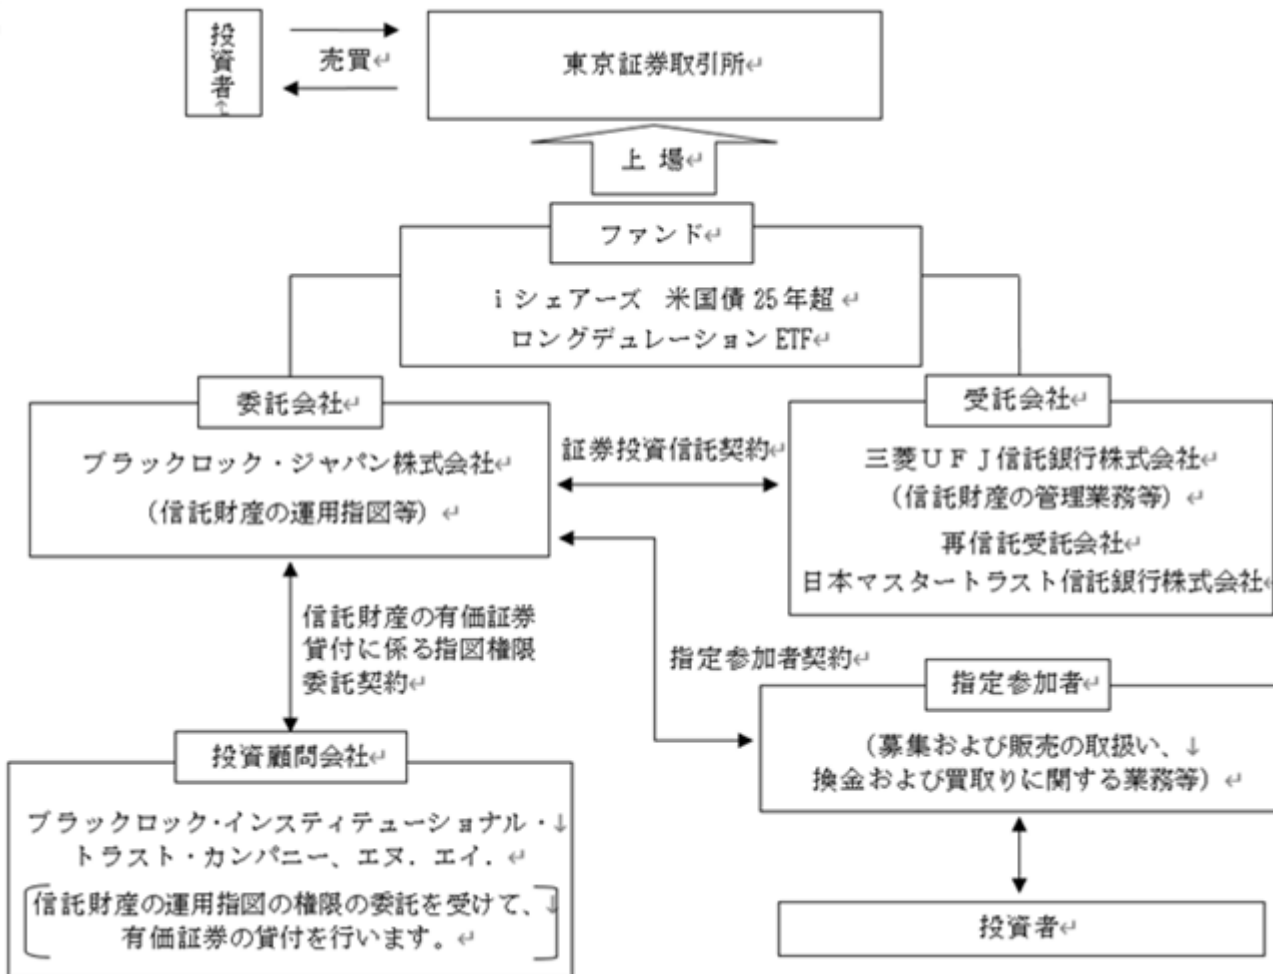 投資者↵
売買↵
東京証券取引所↵
上 場↵
ファンド↵
iシェアーズ 米国債25年超↵
ロングデュレーションETF↵
委託会社↵
ブラックロック・ジャパン株式会社↵
(信託財産の運用指図等)↵
証券投資信託契約↵
受託会社↵
三菱UFJ信託銀行株式会社↵
(信託財産の管理業務等)↵
再信託受託会社↵
日本マスタートラスト信託銀行株式会社↵
信託財産の有価証券
貸付に係る指図権限
委託契約↵
指定参加者契約↵
指定参加者↵
(募集および販売の取扱い、↓
換金および買取りに関する業務等)↵
投資顧問会社↵
ブラックロック・インスティテューショナル・↓
トラスト・カンパニー、エヌ.エイ.↵
信託財産の運用指図の権限の委託を受けて、↓
有価証券の貸付を行います。↵
投資者↵